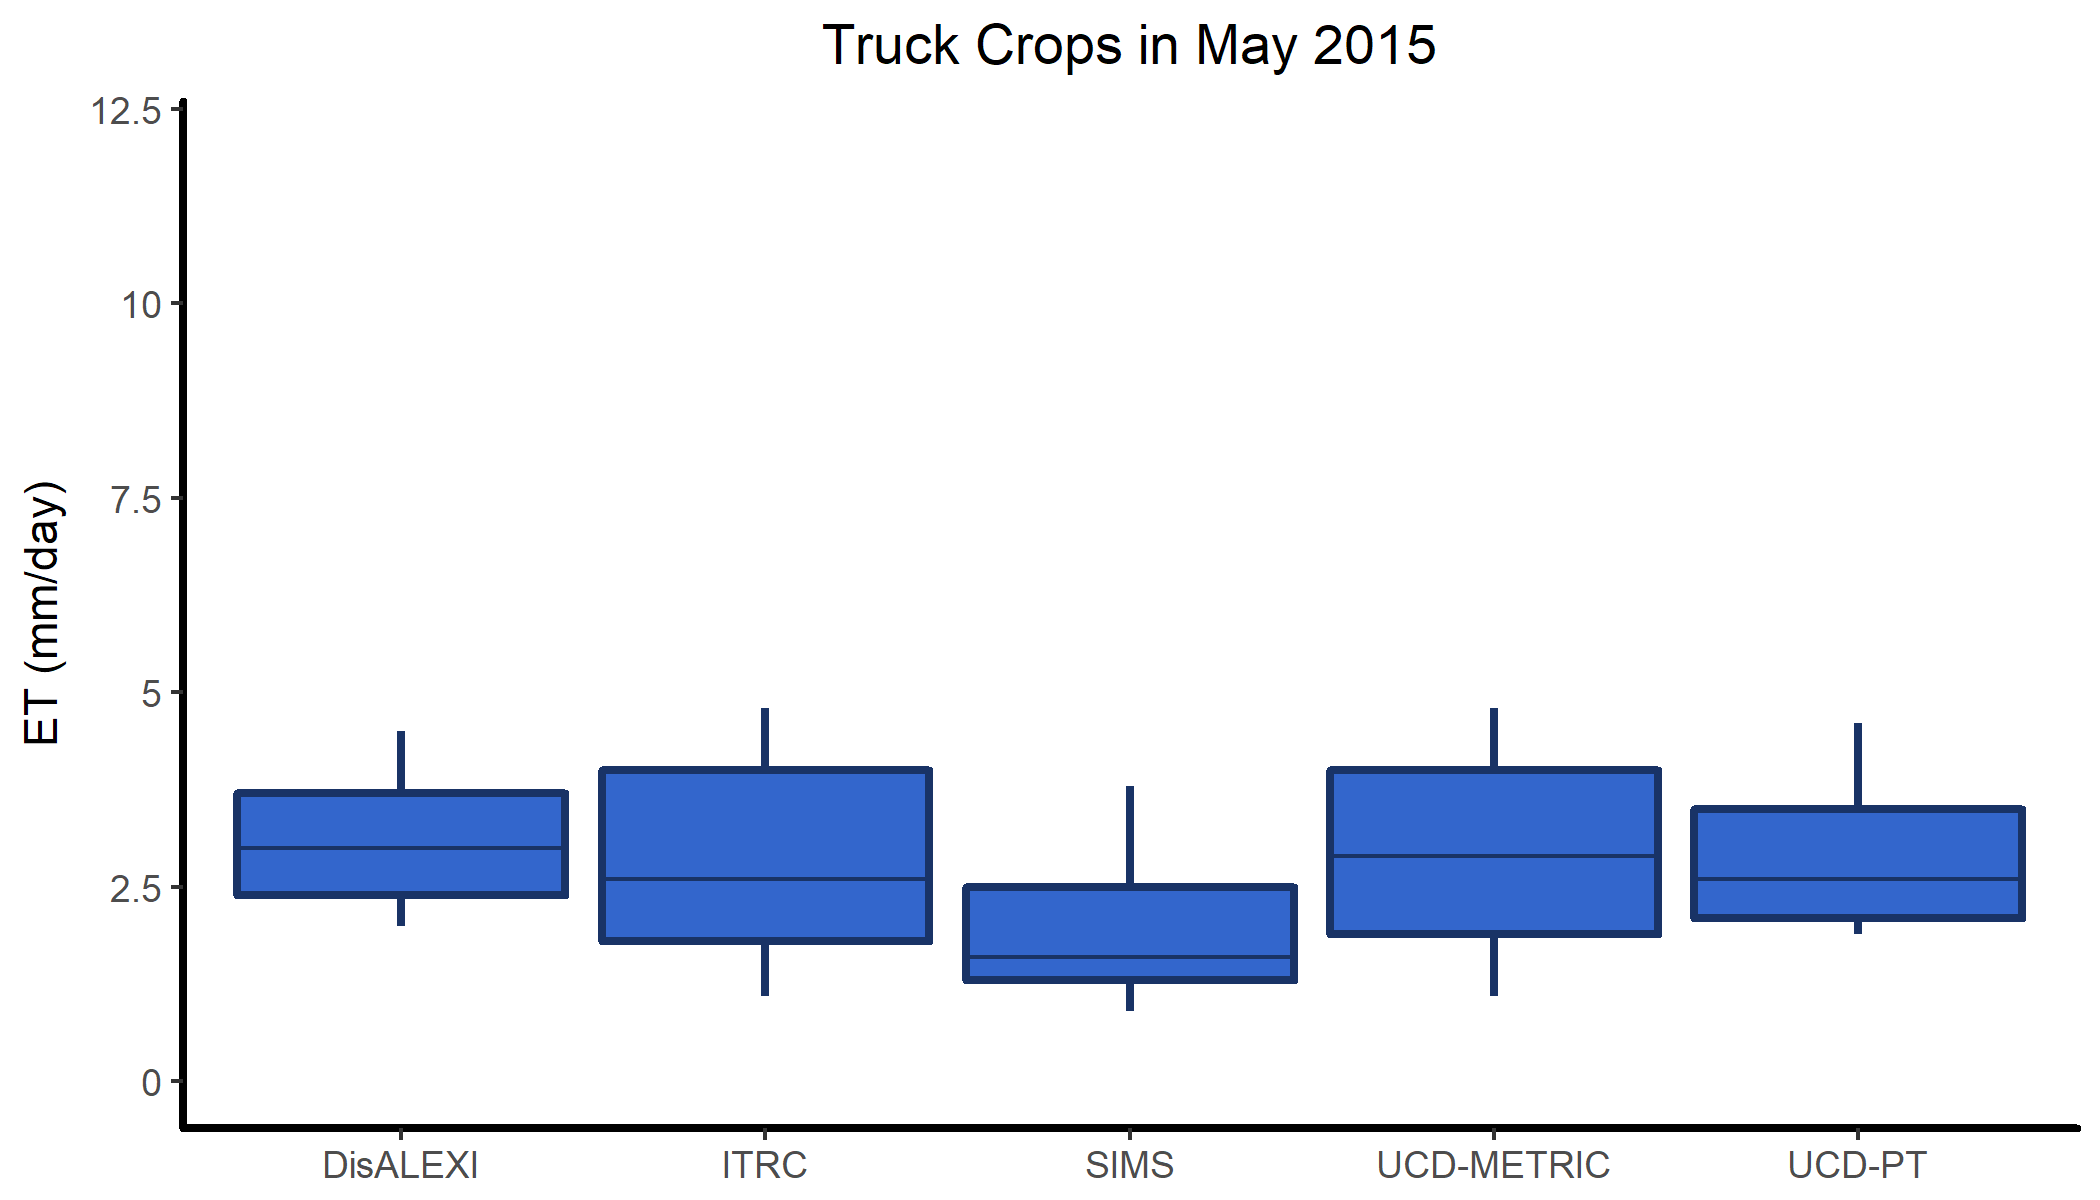 Truck Crops in May 2015
ET (mm/day)
12.5
10
7.5
5
2.5
0
DisALEXI
ITRC
SIMS
UCD-METRIC
UCD-PT